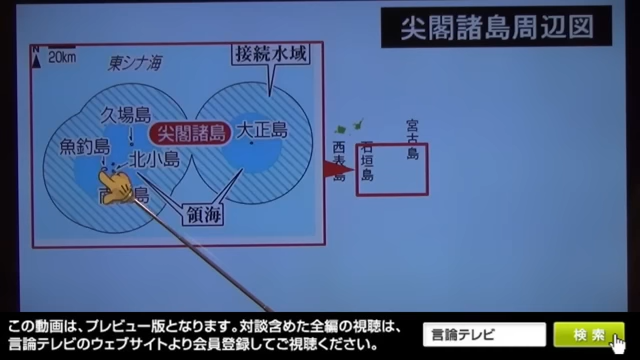 尖閣諸島周辺図
N
20km
東シナ海
接続水域
久場島
尖閣諸島
大正島
魚釣島
北小島
島
領海
西表島
石垣島
宮古島
この動画は、プレビュー版となります。対談含めた全編の視聴は、
言論テレビのウェブサイトより会員登録してご視聴ください。
言論テレビ
検索